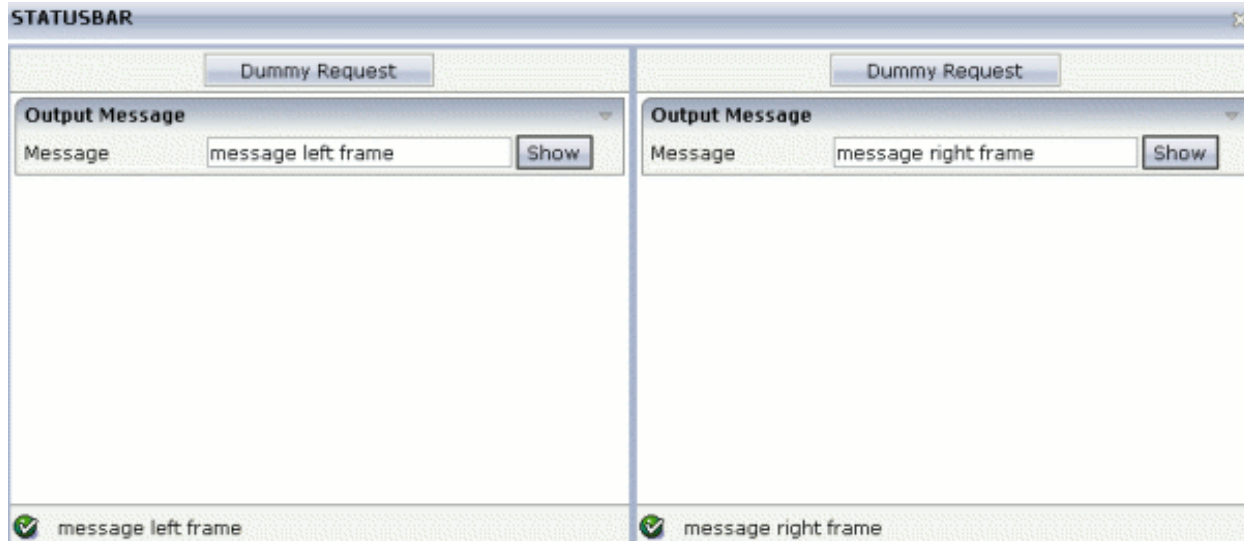 STATUSBAR
Dummy Request
Output Message
Message message left frame Show
message left frame
Dummy Request
Output Message
Message message right frame Show
message right frame